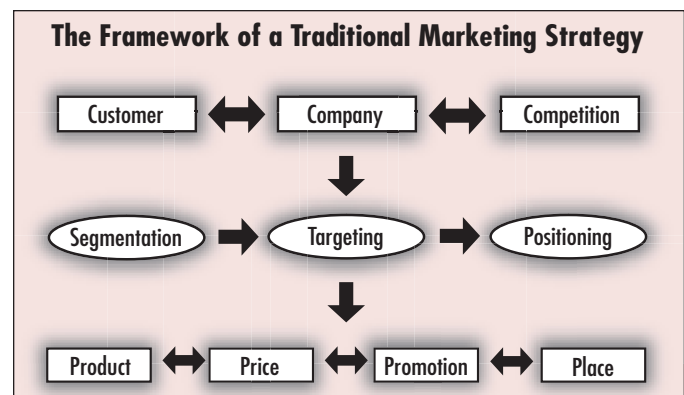 The Framework of a Traditional Marketing Strategy
Customer Company Competition
Segmentation Targeting Positioning
Product Price Promotion Place